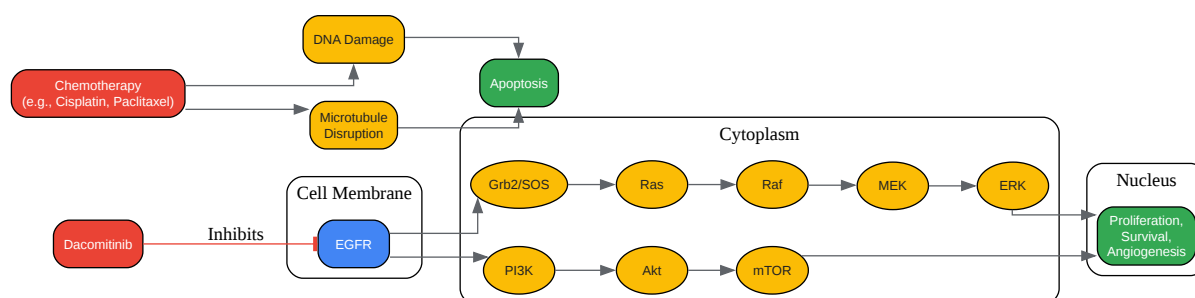 DNA Damage
Chemotherapy
(e.g., Cisplatin, Paclitaxel)
Apoptosis
Microtubule
Disruption
Cytoplasm
Cell Membrane
Grb2/SOS
Ras
Raf
MEK
ERK
Nucleus
Dacomitinib
Inhibits
EGFR
Proliferation,
Survival,
Angiogenesis
PI3K
Akt
mTOR